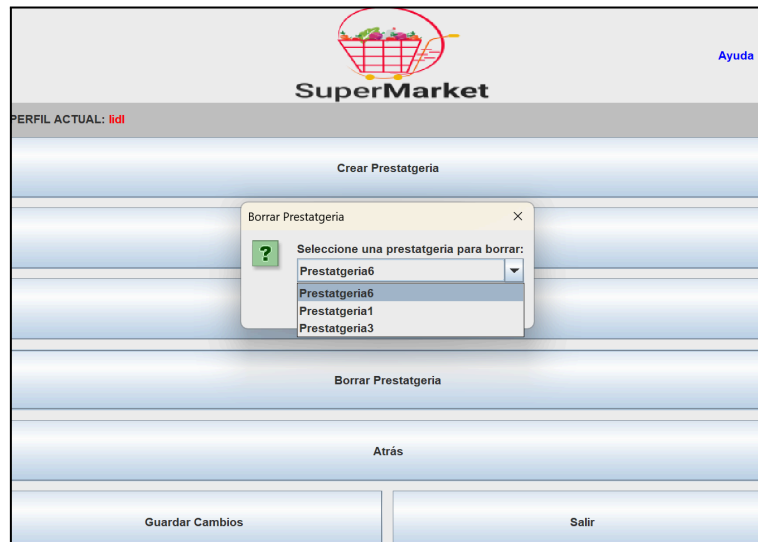 SuperMarket
Ayuda
PERFIL ACTUAL: lidl
Crear Prestatgeria
Borrar Prestatgeria
Seleccione una prestatgeria para borrar:
Prestatgeria6
Prestatgeria6
Prestatgeria1
Prestatgeria3
Borrar Prestatgeria
Atrás
Guardar Cambios
Salir